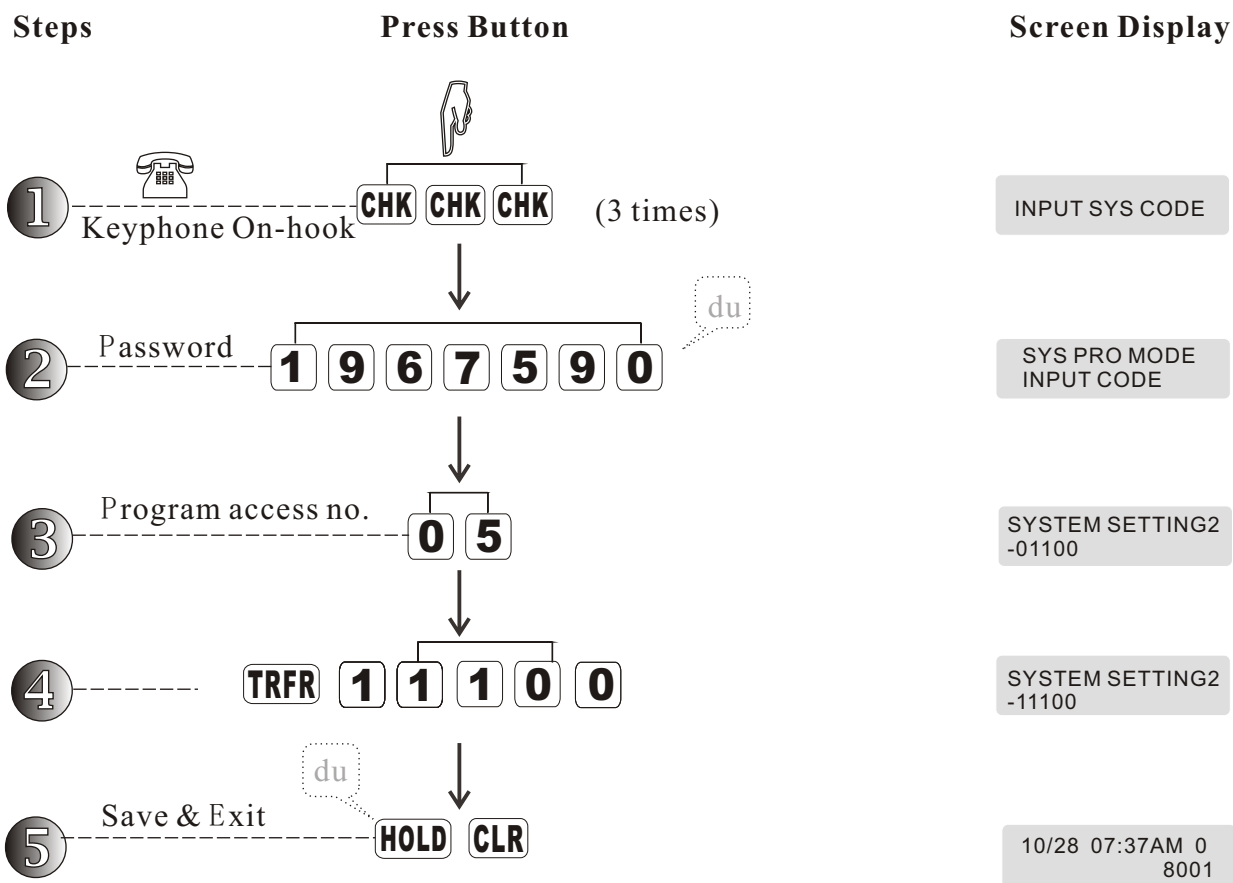 Steps Press Button Screen Display
1 Keyphone On-hook CHK CHK CHK (3 times) INPUT SYS CODE
du
2 Password 1 9 6 7 5 9 0 SYS PRO MODE
INPUT CODE
3 Program access no. 0 5 SYSTEM SETTING2
-01100
4 TRFR 1 1 1 0 0 SYSTEM SETTING2
-11100
du
5 Save & Exit HOLD CLR 10/28 07:37AM 0
8001